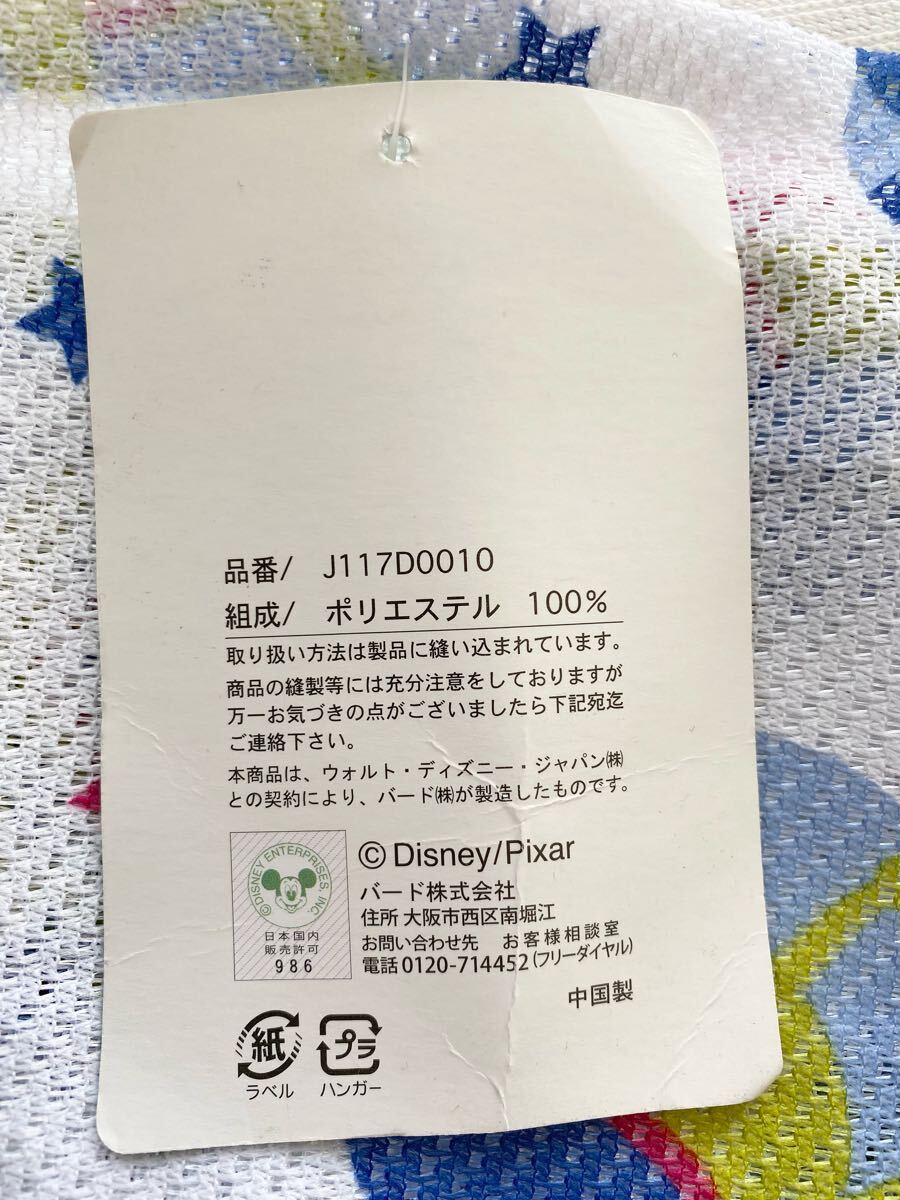 品番/ J117D0010
組成/ ポリエステル 100%
取り扱い方法は製品に縫い込まれています。
商品の縫製等には充分注意をしておりますが
万一お気づきの点がございましたら下記宛迄
ご連絡下さい。
本商品は、ウォルト・ディズニー・ジャパン㈱
との契約により、バード㈱が製造したものです。
©DISNEY ENTERPRISES INC.
日本国内
販売許可
986
©Disney/Pixar
バード株式会社
住所 大阪市西区南堀江
お問い合わせ先 お客様相談室
電話0120-714452(フリーダイヤル)
中国製
紙
ラベル
プラ
ハンガー